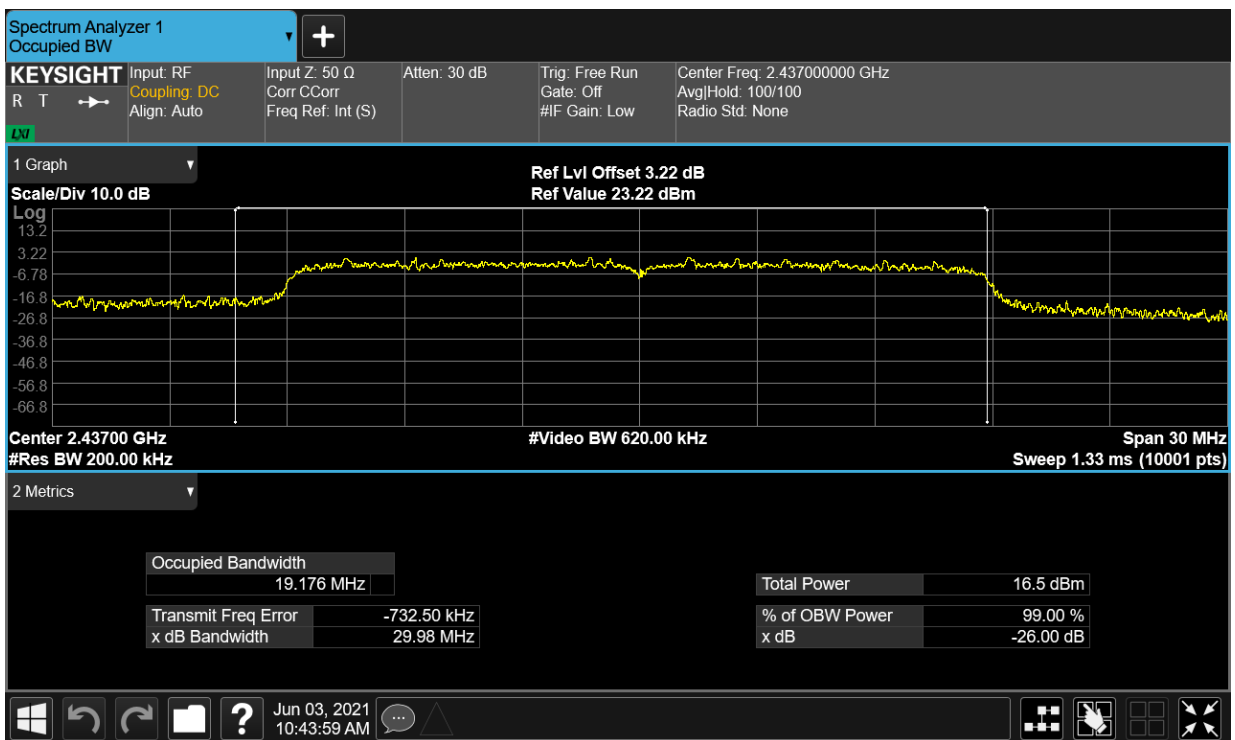 Spectrum Analyzer 1
Occupied BW
KEYSIGHT
R T
LXI
Input: RF
Coupling: DC
Align: Auto
Input Z: 50 Ω
Corr CCorr
Freq Ref: Int (S)
Atten: 30 dB
Trig: Free Run
Gate: Off
#IF Gain: Low
Center Freq: 2.437000000 GHz
Avg|Hold: 100/100
Radio Std: None
1 Graph
Ref Lvl Offset 3.22 dB
Scale/Div 10.0 dB
Ref Value 23.22 dBm
Log
13.2
3.22
-6.78
-16.8
-26.8
-36.8
-46.8
-56.8
-66.8
Center 2.43700 GHz
#Video BW 620.00 kHz
Span 30 MHz
#Res BW 200.00 kHz
Sweep 1.33 ms (10001 pts)
2 Metrics
Occupied Bandwidth
19.176 MHz
Total Power 16.5 dBm
Transmit Freq Error -732.50 kHz
% of OBW Power 99.00 %
x dB Bandwidth 29.98 MHz
x dB -26.00 dB
?
Jun 03, 2021
10:43:59 AM